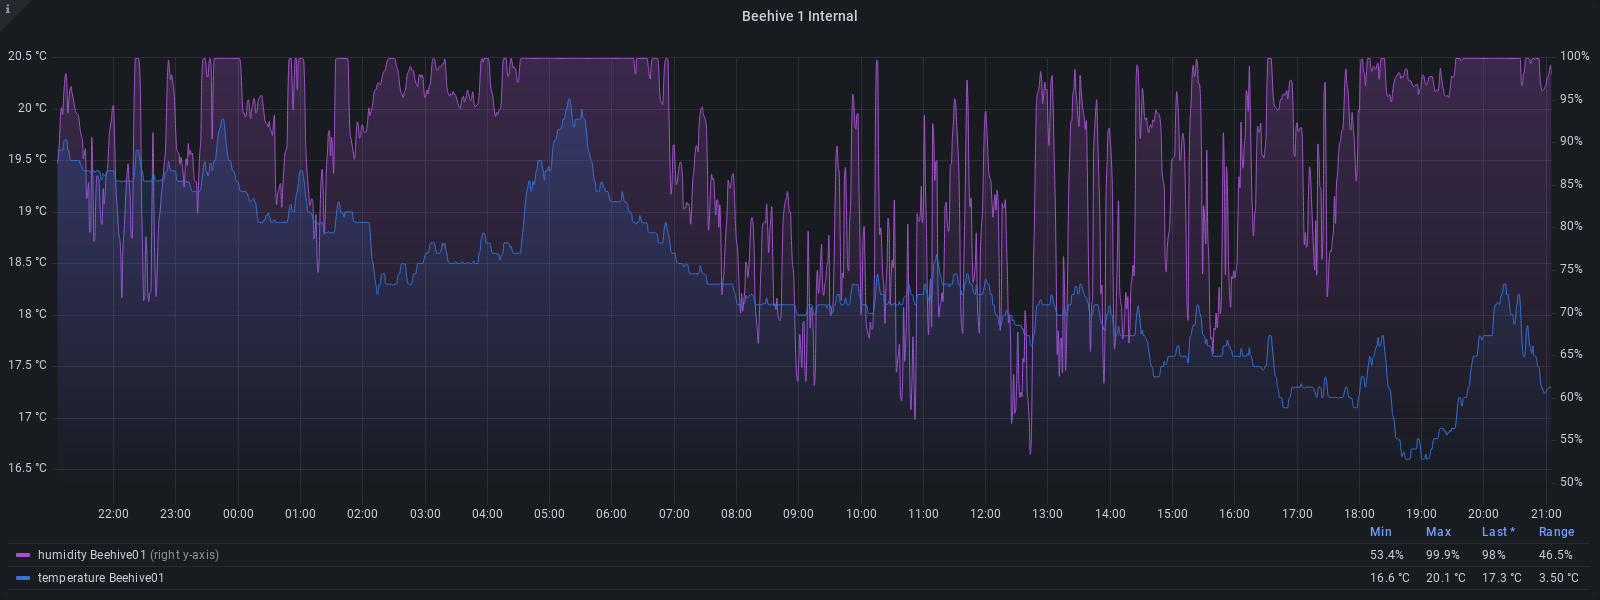 i
Beehive 1 Internal
20.5 °C 100%
20 °C 95%
19.5 °C 90%
19 °C 85%
18.5 °C 80%
18 °C 75%
17.5 °C 70%
17 °C 65%
16.5 °C 60%
55%
50%
22:00 23:00 00:00 01:00 02:00 03:00 04:00 05:00 06:00 07:00 08:00 09:00 10:00 11:00 12:00 13:00 14:00 15:00 16:00 17:00 18:00 19:00 20:00 21:00
Min Max Last * Range
humidity Beehive01 (right y-axis) 53.4% 99.9% 98% 46.5%
temperature Beehive01 16.6 °C 20.1 °C 17.3 °C 3.50 °C